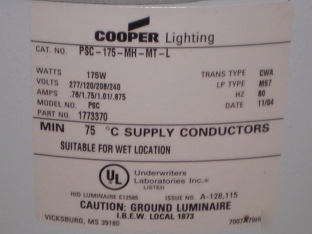 COOPER Lighting
CAT. NO. PSC-175-MH-MT-L
WATTS 175W TRANS TYPE CWA
VOLTS 277/120/208/240 LP TYPE M57
AMPS .76/1.75/1.01/.875 HZ 60
MODEL NO. PSC DATE 11/04
PART NO. 1773370
MIN 75 °C SUPPLY CONDUCTORS
SUITABLE FOR WET LOCATION
UL Underwriters
Laboratories Inc.
LISTED
HID LUMINAIRE E12585 ISSUE NO. A-128,115
CAUTION: GROUND LUMINAIRE
I.B.E.W. LOCAL 1873
VICKSBURG, MS 39180